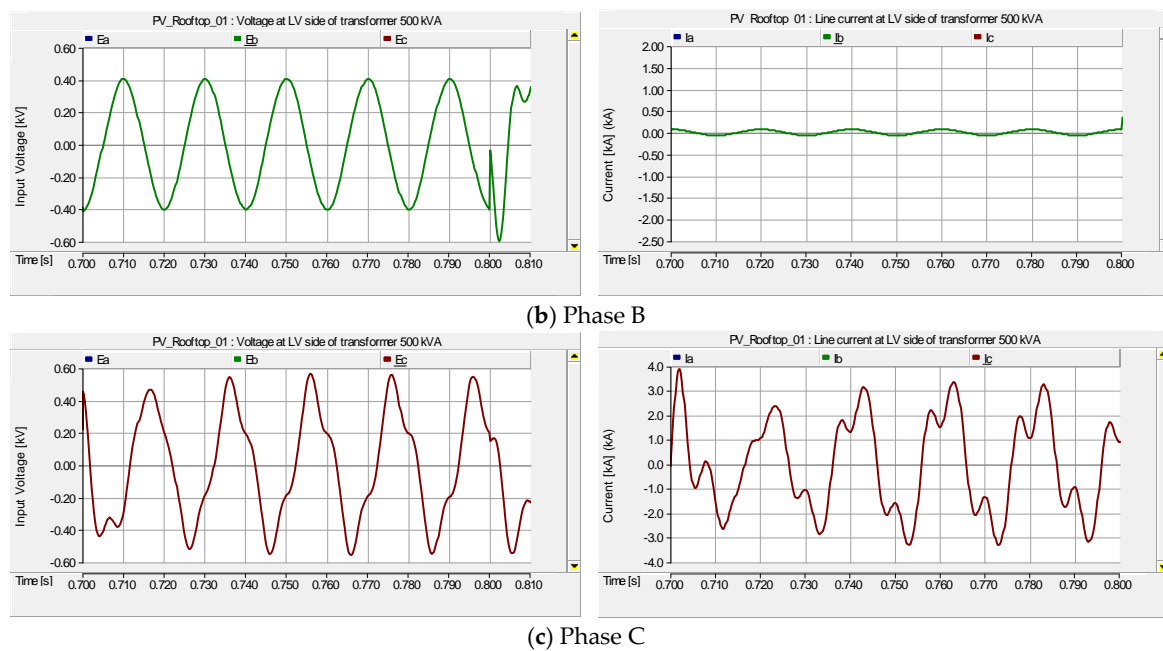 PV_Rooftop_01 : Voltage at LV side of transformer 500 kVA
Ea Eb Ec
Input Voltage [kV]
0.60
0.40
0.20
0.00
-0.20
-0.40
-0.60
Time [s] 0.700 0.710 0.720 0.730 0.740 0.750 0.760 0.770 0.780 0.790 0.800 0.810
PV Rooftop 01 : Line current at LV side of transformer 500 kVA
Ia Ib Ic
Current [kA] (kA)
2.00
1.50
1.00
0.50
0.00
-0.50
-1.00
-1.50
-2.00
-2.50
Time [s] 0.700 0.710 0.720 0.730 0.740 0.750 0.760 0.770 0.780 0.790 0.800
(b) Phase B
PV_Rooftop_01 : Voltage at LV side of transformer 500 kVA
Ea Eb Ec
Input Voltage [kV]
0.60
0.40
0.20
0.00
-0.20
-0.40
-0.60
Time [s] 0.700 0.710 0.720 0.730 0.740 0.750 0.760 0.770 0.780 0.790 0.800 0.810
PV_Rooftop_01 : Line current at LV side of transformer 500 kVA
Ia Ib Ic
Current [kA] (kA)
4.0
3.0
2.0
1.0
0.0
-1.0
-2.0
-3.0
-4.0
Time [s] 0.700 0.710 0.720 0.730 0.740 0.750 0.760 0.770 0.780 0.790 0.800
(c) Phase C